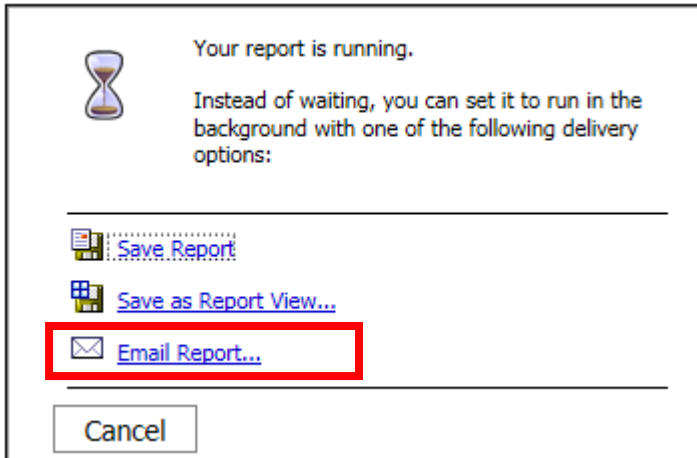 Your report is running.
Instead of waiting, you can set it to run in the
background with one of the following delivery
options:
Save Report
Save as Report View...
Email Report...
Cancel